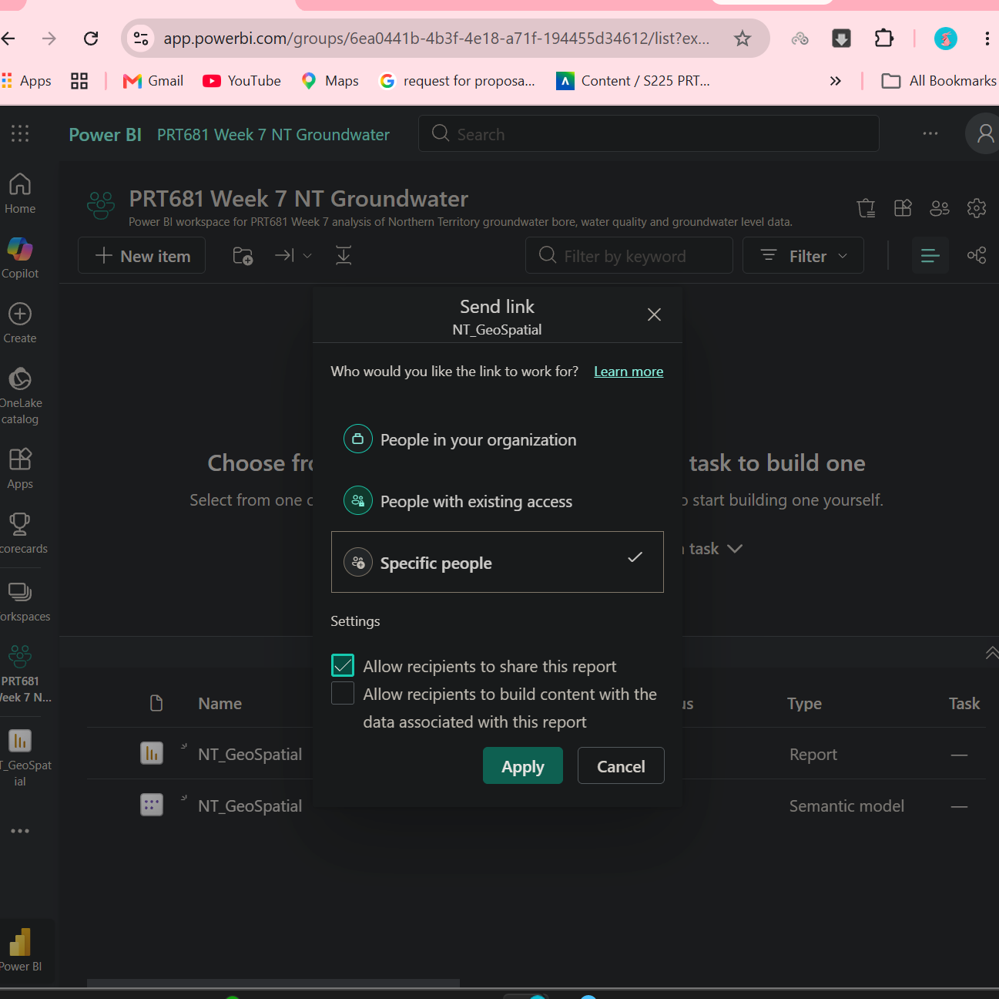 app.powerbi.com/groups/6ea0441b-4b3f-4e18-a71f-194455d34612/list?ex...
Apps
Gmail
YouTube
Maps
request for proposa...
Content / S225 PRT...
All Bookmarks
Power BI
PRT681 Week 7 NT Groundwater
Search
PRT681 Week 7 NT Groundwater
Power BI workspace for PRT681 Week 7 analysis of Northern Territory groundwater bore, water quality and groundwater level data.
New item
Filter by keyword
Filter
Home
Copilot
Create
OneLake
catalog
Apps
corecards
orkspaces
PRT681
eek 7 N...
T_GeoSpat
ial
Power BI
Send link
NT_GeoSpatial
Who would you like the link to work for? Learn more
People in your organization
People with existing access
Specific people
Settings
Allow recipients to share this report
Allow recipients to build content with the
data associated with this report
Apply
Cancel
Choose fro
task to build one
Select from one
start building one yourself.
task
Name
us
Type
Task
NT_GeoSpatial
Report
—
NT_GeoSpatial
Semantic model
—